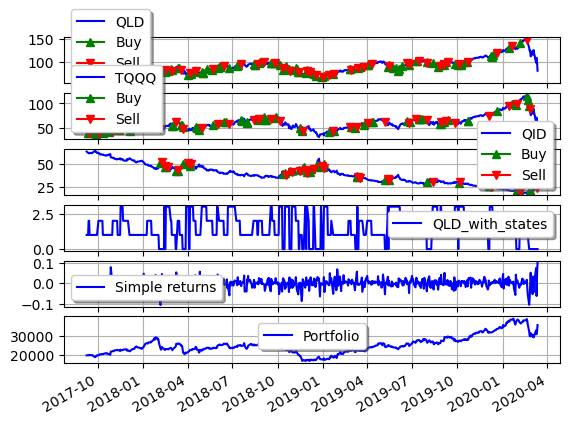 QLD
Buy
Sell
150
100
TQQQ
Buy
Sell
100
50
QID
Buy
Sell
50
25
QLD_with_states
2.5
0.0
Simple returns
0.1
0.0
−0.1
Portfolio
30000
20000
2017-10
2018-01
2018-04
2018-07
2018-10
2019-01
2019-04
2019-07
2019-10
2020-01
2020-04